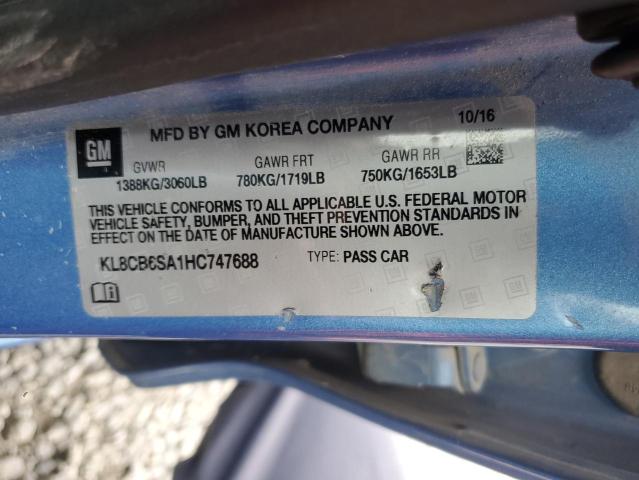 GM
MFD BY GM KOREA COMPANY 10/16
GVWR GAWR FRT GAWR RR
1388KG/3060LB 780KG/1719LB 750KG/1653LB
THIS VEHICLE CONFORMS TO ALL APPLICABLE U.S. FEDERAL MOTOR
VEHICLE SAFETY, BUMPER, AND THEFT PREVENTION STANDARDS IN
EFFECT ON THE DATE OF MANUFACTURE SHOWN ABOVE.
KL8CB6SA1HC747688 TYPE: PASS CAR